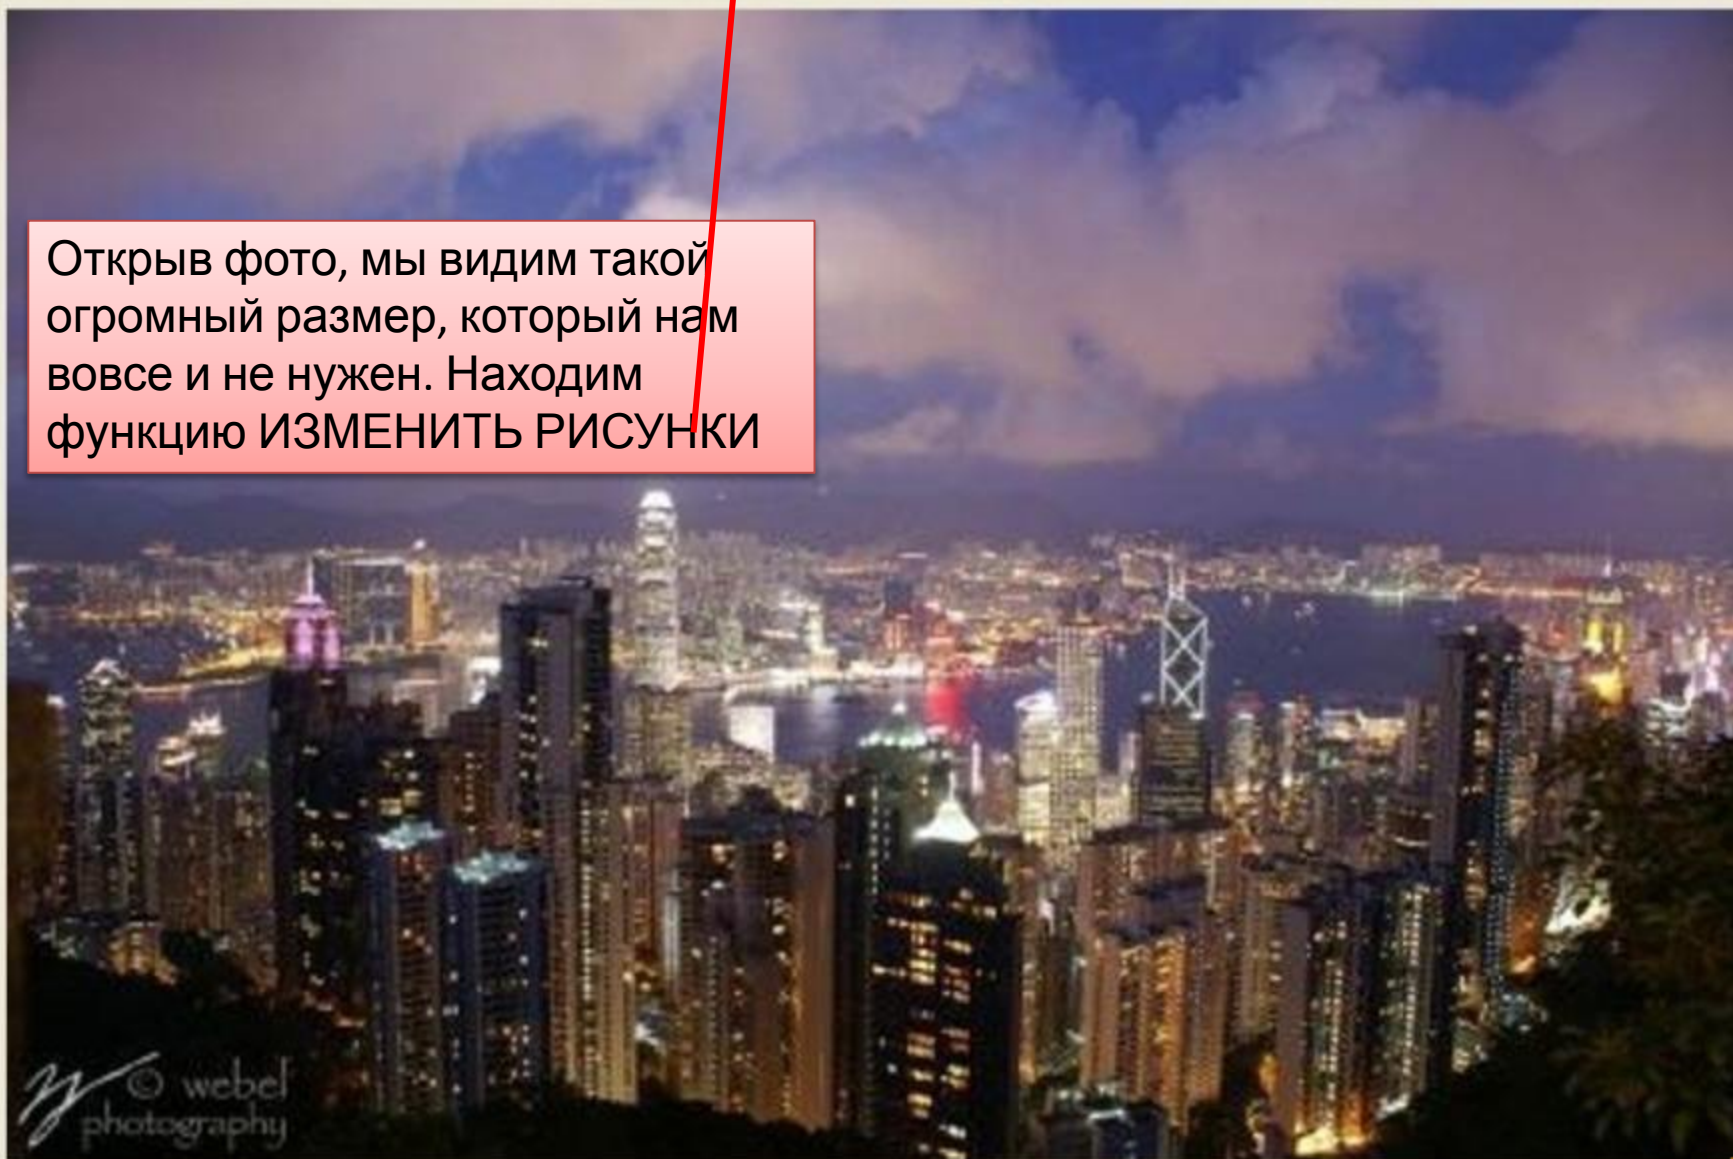 Открыв фото, мы видим такой
огромный размер, который нам
вовсе и не нужен. Находим
функцию ИЗМЕНИТЬ РИСУНКИ
© webel
photography